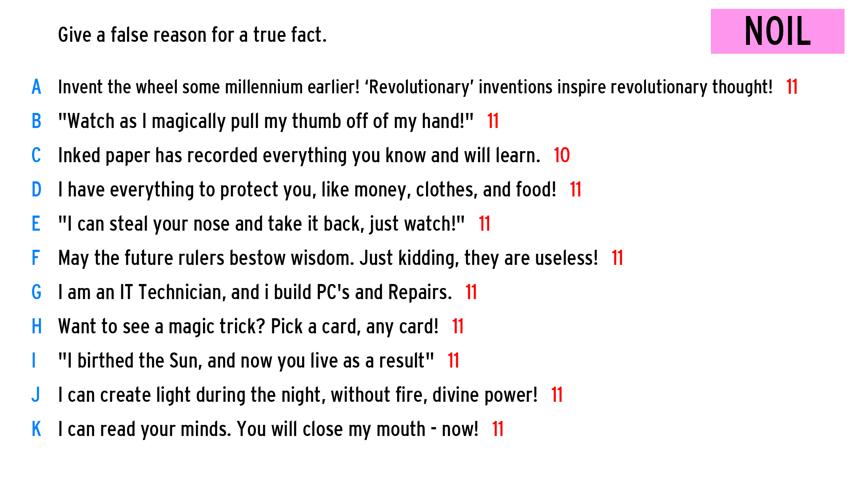 Give a false reason for a true fact.
NOIL
A Invent the wheel some millennium earlier! ‘Revolutionary’ inventions inspire revolutionary thought! 11
B "Watch as I magically pull my thumb off of my hand!" 11
C Inked paper has recorded everything you know and will learn. 10
D I have everything to protect you, like money, clothes, and food! 11
E "I can steal your nose and take it back, just watch!" 11
F May the future rulers bestow wisdom. Just kidding, they are useless! 11
G I am an IT Technician, and i build PC's and Repairs. 11
H Want to see a magic trick? Pick a card, any card! 11
I "I birthed the Sun, and now you live as a result" 11
J I can create light during the night, without fire, divine power! 11
K I can read your minds. You will close my mouth - now! 11